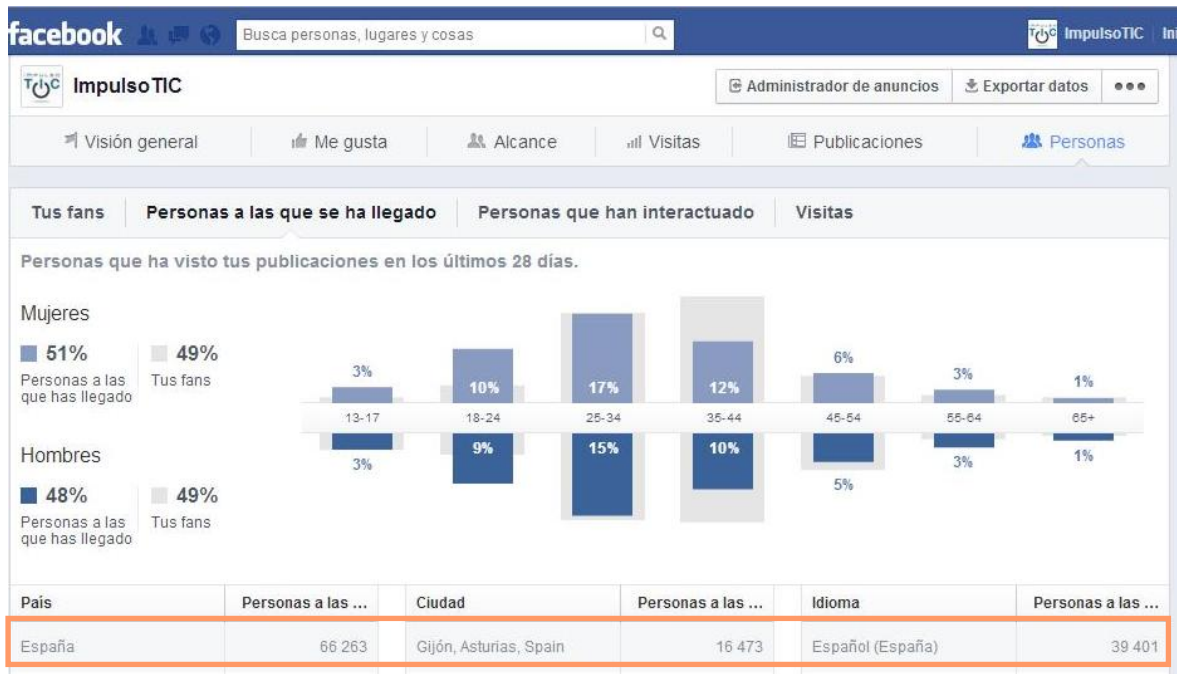 facebook Busca personas, lugares y cosas ImpulsoTIC Ini
ImpulsoTIC Administrador de anuncios Exportar datos
Visión general Me gusta Alcance Visitas Publicaciones Personas
Tus fans Personas a las que se ha llegado Personas que han interactuado Visitas
Personas que ha visto tus publicaciones en los últimos 28 días.
Mujeres
51% 49%
Personas a las que has llegado
Tus fans
3% 10% 17% 12% 6% 3% 1%
13-17 18-24 25-34 35-44 45-54 55-64 65+
3% 9% 15% 10% 5% 3% 1%
Hombres
48% 49%
Personas a las que has llegado
Tus fans
País Personas a las ... Ciudad Personas a las ... Idioma Personas a las ...
España 66 263 Gijón, Asturias, Spain 16 473 Español (España) 39 401